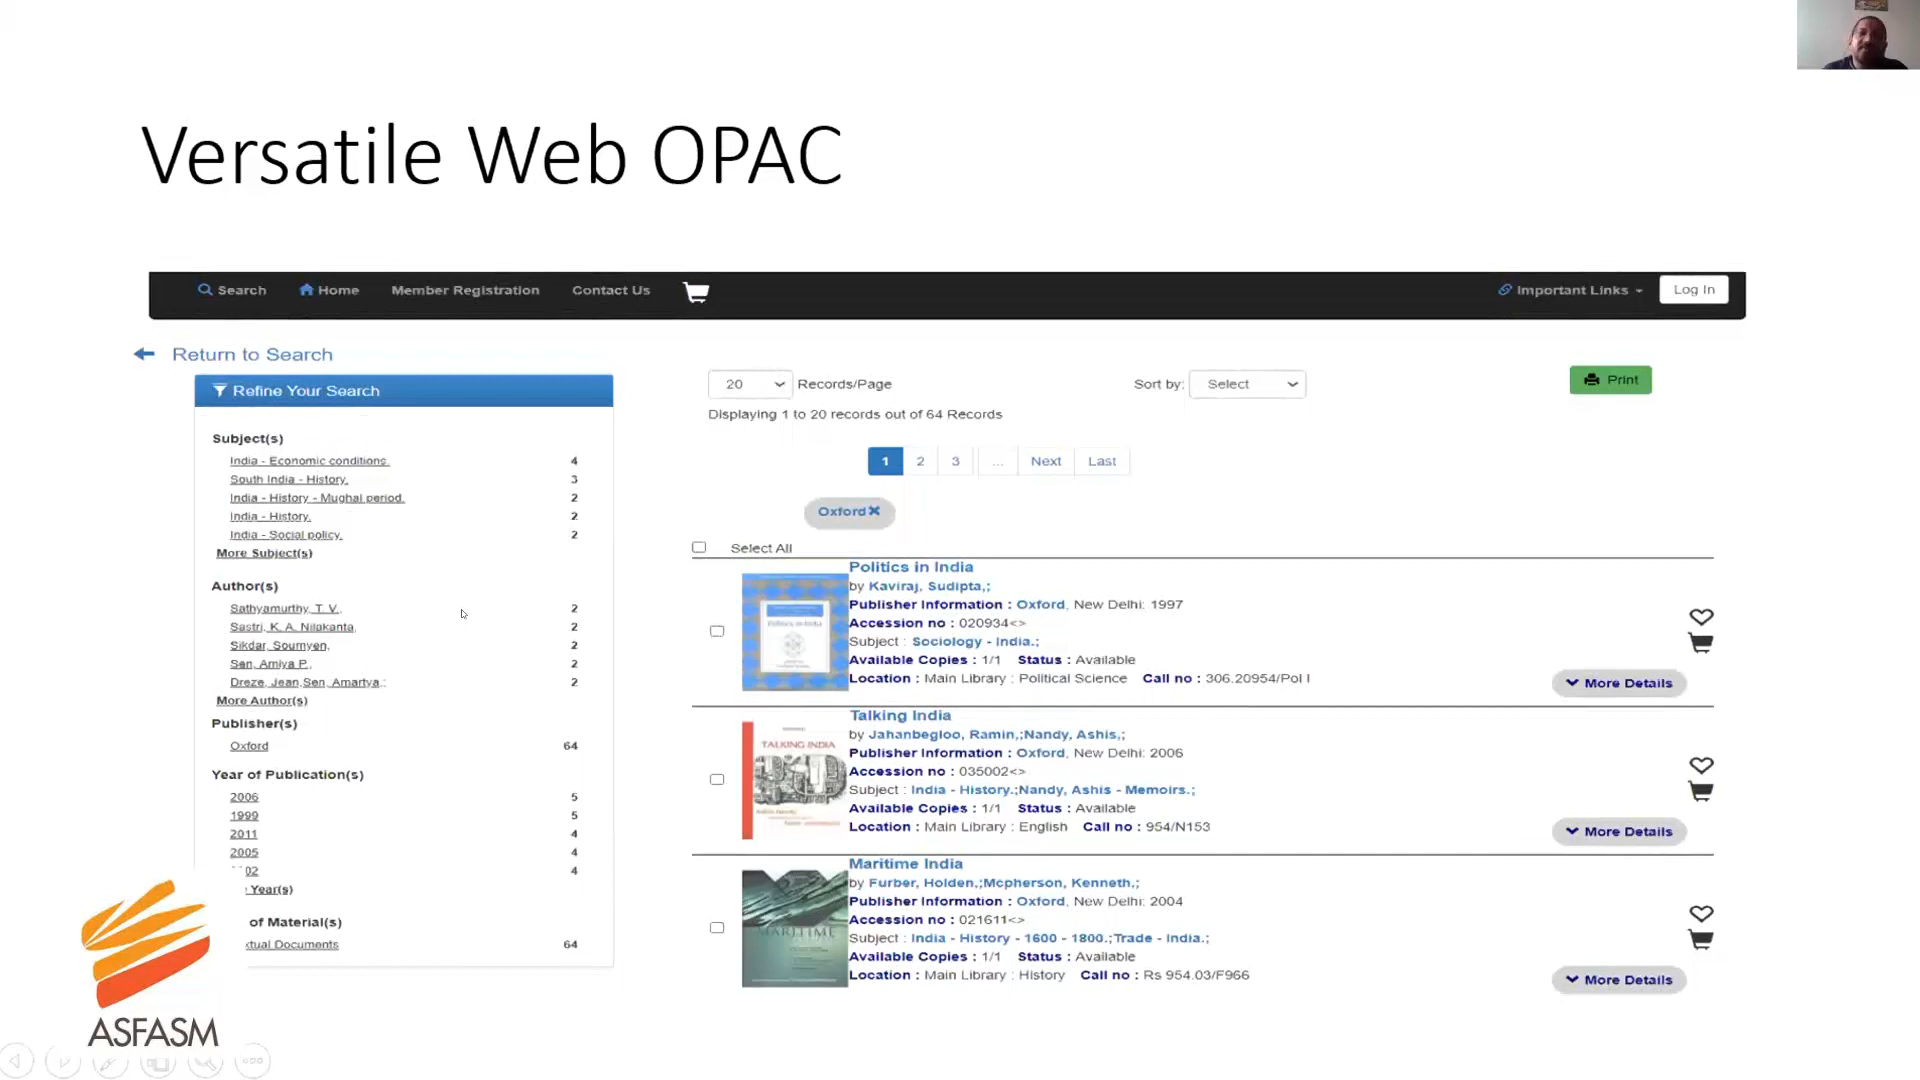 Versatile Web OPAC
Search Home Member Registration Contact Us Important Links Log In
Return to Search
Refine Your Search
Subject(s)
India - Economic conditions. 4
South India - History. 3
India - History - Mughal period. 2
India - History. 2
India - Social policy. 2
More Subject(s)
Author(s)
Sathyamurthy, T. V., 2
Sastri, K. A. Nilakanta, 2
Sikdar, Soumyen, 2
Sen, Amiya P., 2
Dreze, Jean,Sen, Amartya,; 2
More Author(s)
Publisher(s)
Oxford 64
Year of Publication(s)
2006 5
1999 5
2011 4
2005 4
02 4
Year(s)
of Material(s)
xtual Documents 64
20 Records/Page Sort by: Select Print
Displaying 1 to 20 records out of 64 Records
1 2 3 ... Next Last
Oxford✖
Select All
Politics in India
by Kaviraj, Sudipta,;
Publisher Information : Oxford, New Delhi: 1997
Accession no : 020934<>
Subject : Sociology - India.;
Available Copies : 1/1 Status : Available
Location : Main Library : Political Science Call no : 306.20954/Pol I
More Details
Politics in India
Talking India
by Jahanbegloo, Ramin,;Nandy, Ashis,;
Publisher Information : Oxford, New Delhi: 2006
Accession no : 035002<>
Subject : India - History.;Nandy, Ashis - Memoirs.;
Available Copies : 1/1 Status : Available
Location : Main Library : English Call no : 954/N153
More Details
TALKING INDIA
Maritime India
by Furber, Holden,;Mcpherson, Kenneth,;
Publisher Information : Oxford, New Delhi: 2004
Accession no : 021611<>
Subject : India - History - 1600 - 1800.;Trade - India.;
Available Copies : 1/1 Status : Available
Location : Main Library : History Call no : Rs 954.03/F966
More Details
MARITIME
ASFASM